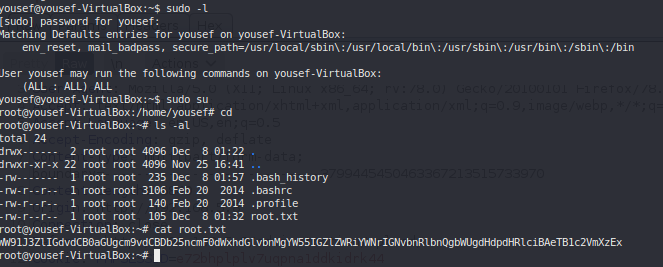 yousef@yousef-VirtualBox:~$ sudo -l
[sudo] password for yousef:
Matching Defaults entries for yousef on yousef-VirtualBox:
    env_reset, mail_badpass, secure_path=/usr/local/sbin\:/usr/local/bin\:/usr/sbin\:/usr/bin\:/sbin\:/bin
User yousef may run the following commands on yousef-VirtualBox:
    (ALL : ALL) ALL
yousef@yousef-VirtualBox:~$ sudo su
root@yousef-VirtualBox:/home/yousef# cd
root@yousef-VirtualBox:~# ls -al
total 24
drwx------  2 root root 4096 Dec  8 01:22 .
drwxr-xr-x 22 root root 4096 Nov 25 16:41 ..
-rw-------  1 root root  235 Dec  8 01:57 .bash_history
-rw-r--r--  1 root root 3106 Feb 20  2014 .bashrc
-rw-r--r--  1 root root  140 Feb 20  2014 .profile
-rw-r--r--  1 root root  105 Dec  8 01:32 root.txt
root@yousef-VirtualBox:~# cat root.txt
WW91J3ZlIGdvdCB0aGUgcm9vdCBDb25ncmF0dWxhdGlvbnMgYW55IGZlZWRiYWNrIGNvbnRlbnQgbWUgdHdpdHRlciBAeTB1c2VmXzEx
root@yousef-VirtualBox:~#